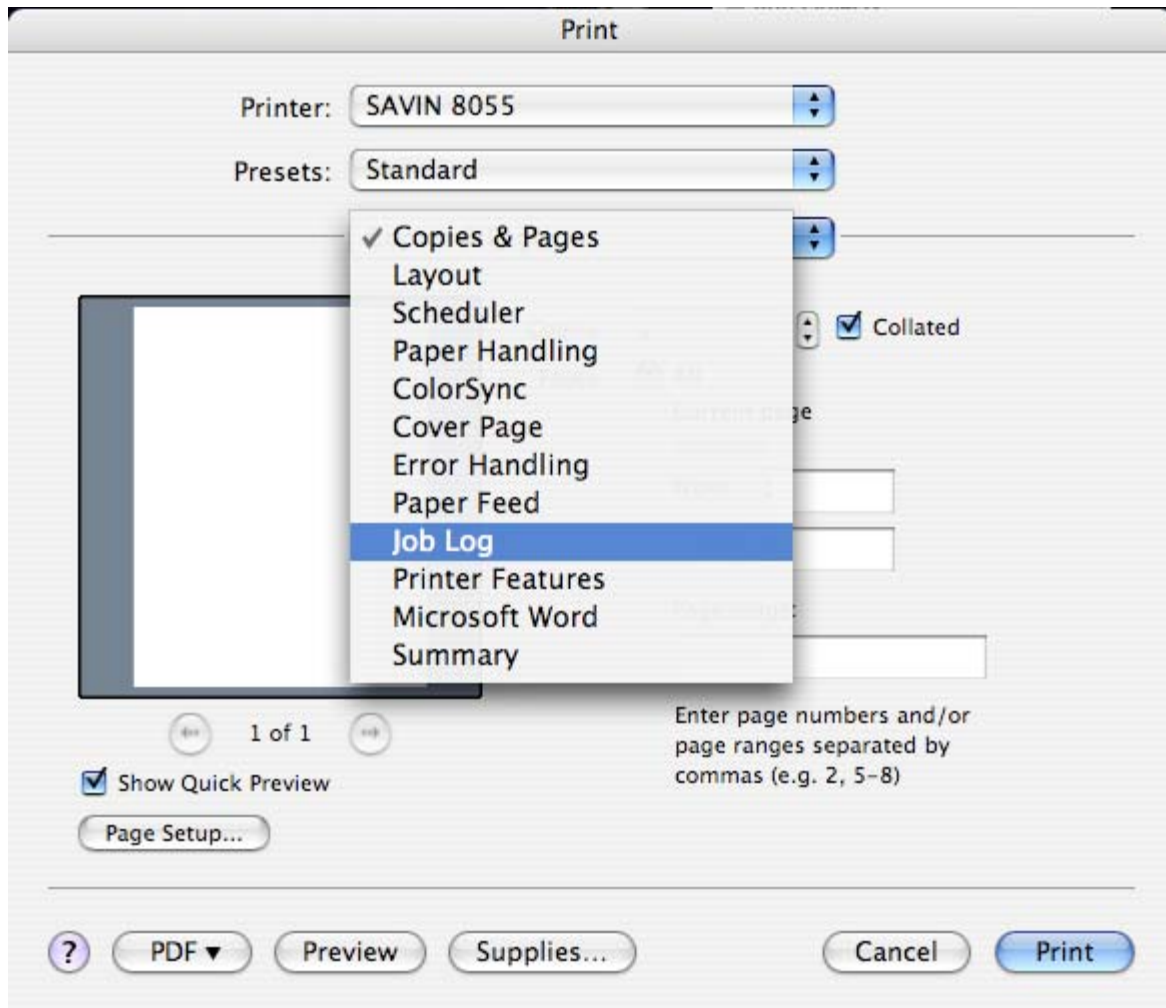 Print
Printer: SAVIN 8055
Presets: Standard
✓ Copies & Pages
Layout
Scheduler
Paper Handling
ColorSync
Cover Page
Error Handling
Paper Feed
Job Log
Printer Features
Microsoft Word
Summary
Collated
1 of 1
Show Quick Preview
Page Setup...
Enter page numbers and/or
page ranges separated by
commas (e.g. 2, 5-8)
? PDF ▼ Preview Supplies... Cancel Print